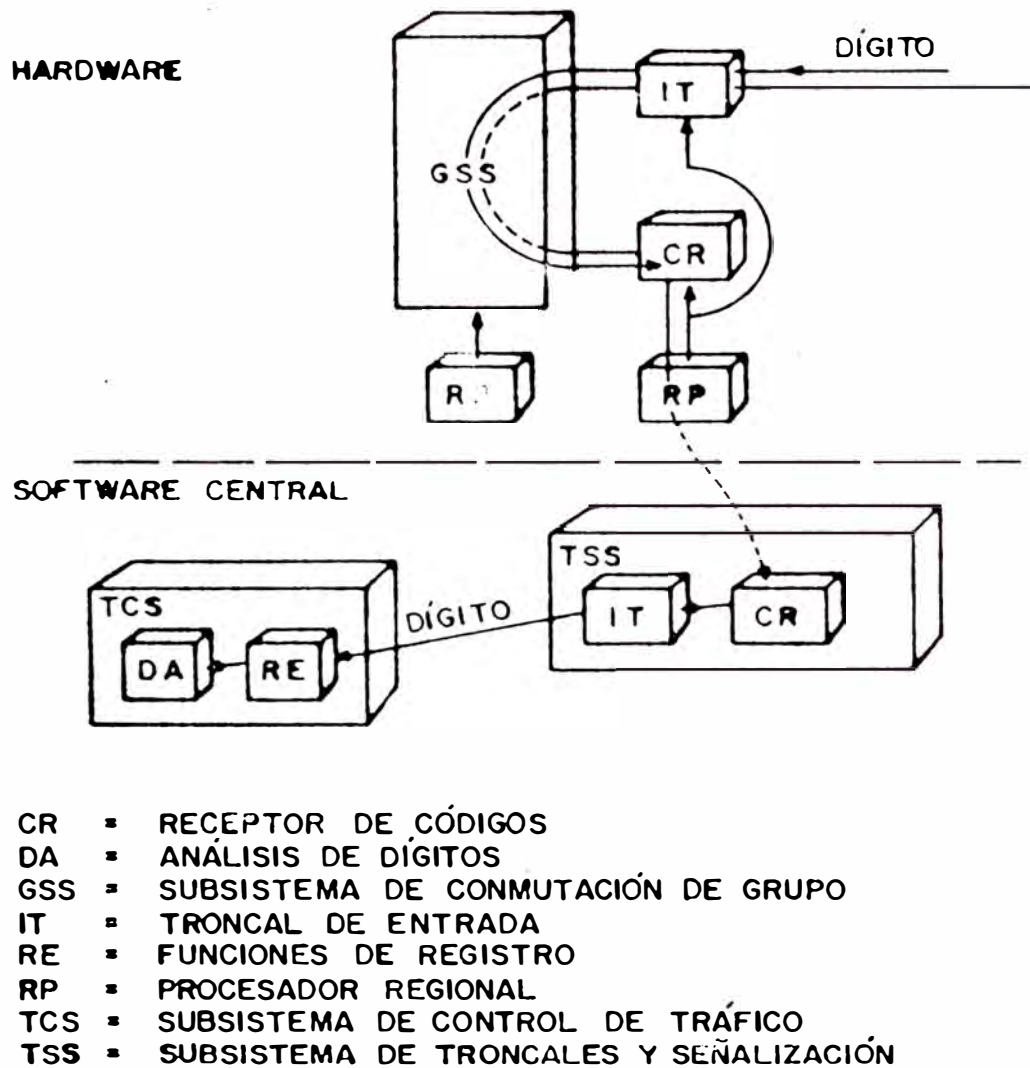 HARDWARE
DÍGITO
IT
GSS
CR
RP
SOFTWARE CENTRAL
TSS
TCS
DÍGITO
IT
CR
DA
RE
CR = RECEPTOR DE CÓDIGOS
DA = ANÁLISIS DE DÍGITOS
GSS = SUBSISTEMA DE CONMUTACIÓN DE GRUPO
IT = TRONCAL DE ENTRADA
RE = FUNCIONES DE REGISTRO
RP = PROCESADOR REGIONAL
TCS = SUBSISTEMA DE CONTROL DE TRÁFICO
TSS = SUBSISTEMA DE TRONCALES Y SEÑALIZACIÓN